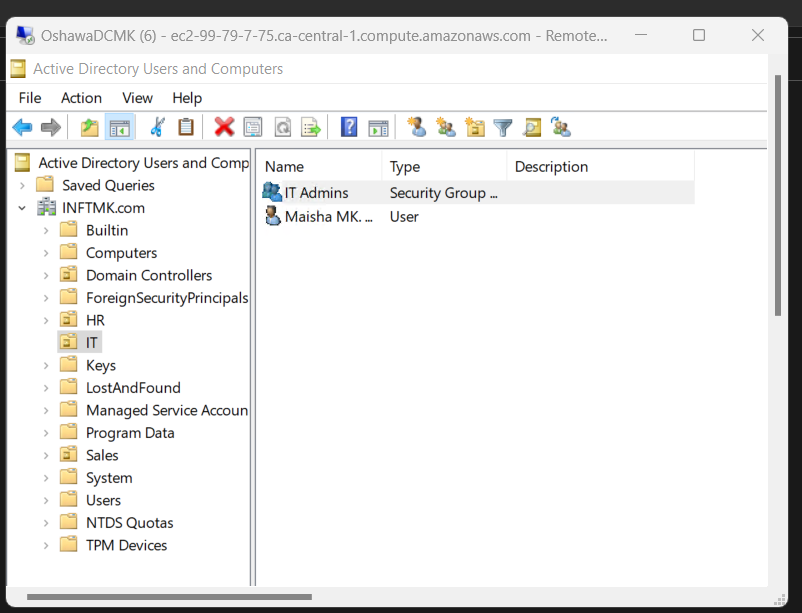 OshawaDCMK (6) - ec2-99-79-7-75.ca-central-1.compute.amazonaws.com - Remote...
Active Directory Users and Computers
File Action View Help
Active Directory Users and Comp
Saved Queries
INFTMK.com
Builtin
Computers
Domain Controllers
ForeignSecurityPrincipals
HR
IT
Keys
LostAndFound
Managed Service Accoun
Program Data
Sales
System
Users
NTDS Quotas
TPM Devices
Name Type Description
IT Admins Security Group ...
Maisha MK. ... User